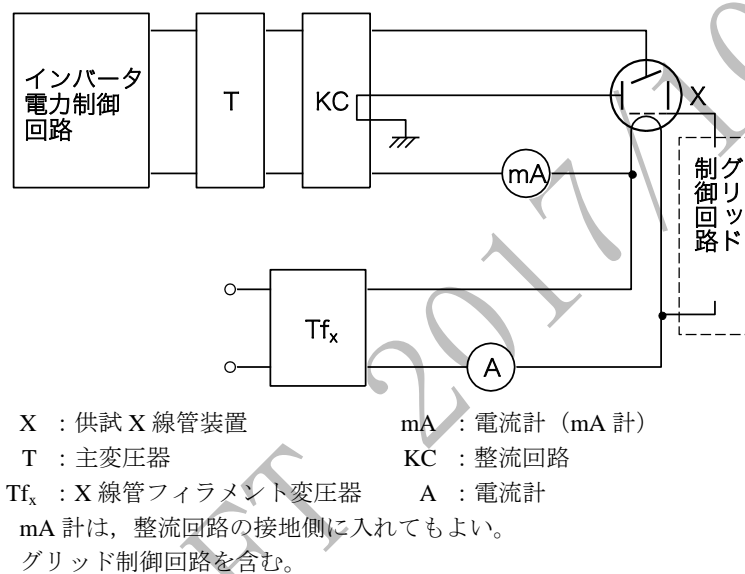 インバータ
電力制御
回路
T
KC
X
mA
グリッド
制御回路
Tfx
A
X : 供試 X 線管装置
mA : 電流計（mA 計）
T : 主変圧器
KC : 整流回路
Tfx : X 線管フィラメント変圧器
A : 電流計
mA 計は，整流回路の接地側に入れてもよい。
グリッド制御回路を含む。